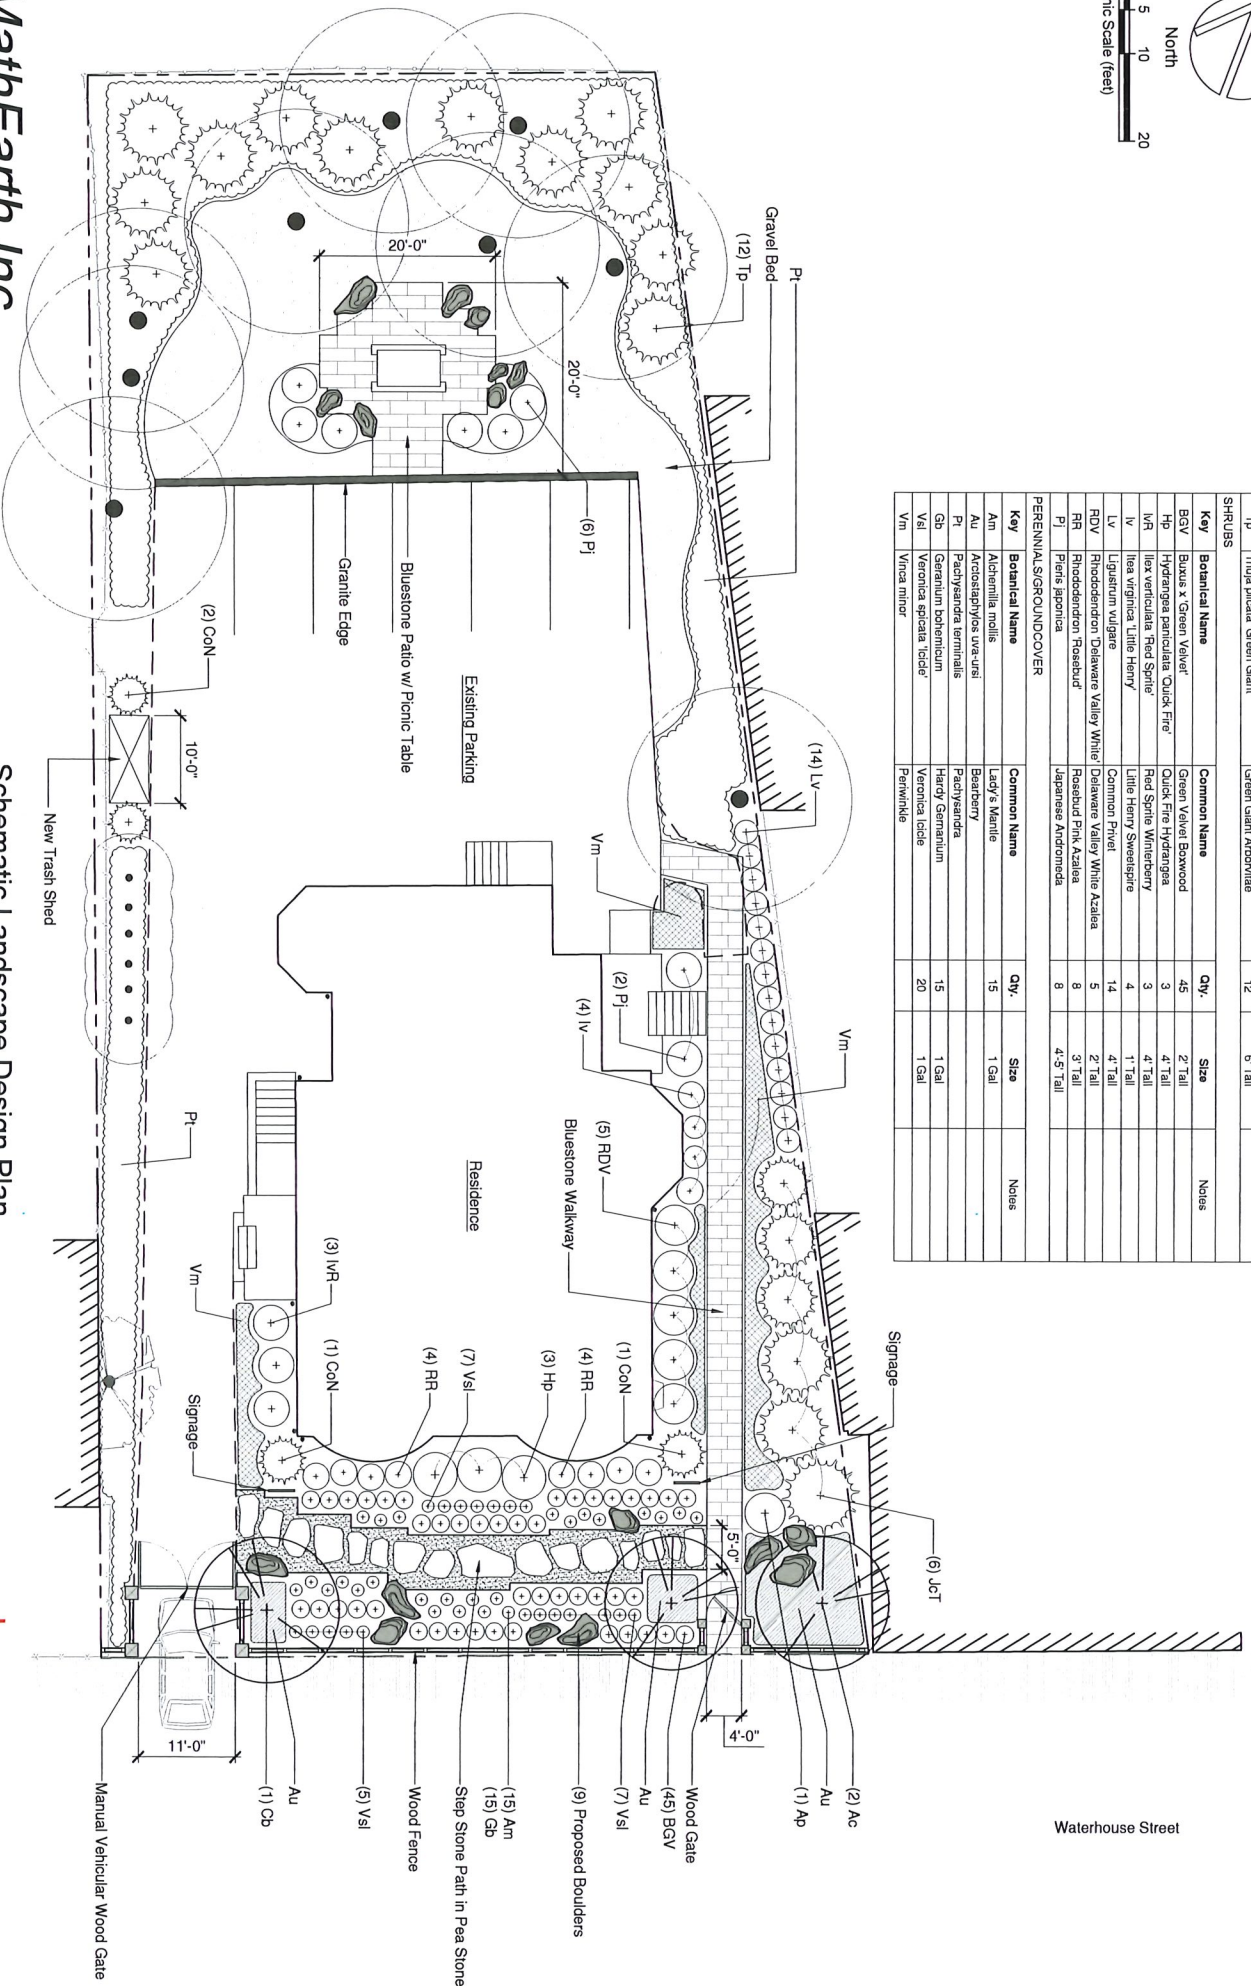 North
5
10
20
Scale (feet)
12
SHRUBS
Key Botanical Name Common Name Qty. Size Notes
BGV Buxus x 'Green Velvet' Green Velvet Boxwood 45 2' Tall
Hp Hydrangea paniculata 'Quick Fire' Quick Fire Hydrangea 3 4' Tall
IvR Ilex verticulata 'Red Sprite' Red Sprite Winterberry 3 4' Tall
Iv Itea virginica 'Little Henry' Little Henry Sweetspire 4 1' Tall
Lv Ligustrum vulgare Common Privet 14 4' Tall
RDV Rhododendron 'Delaware Valley White' Delaware Valley White Azalea 5 2' Tall
RR Rhododendron 'Rosebud' Rosebud Pink Azalea 8 3' Tall
Pj Pieris japonica Japanese Andromeda 8 4'-5' Tall
PERENNIALS/GROUNDCOVER
Key Botanical Name Common Name Qty. Size Notes
Am Alchemilla mollis Lady's Mantle 15 1 Gal
Au Arctostaphylos uva-ursi Bearberry
Pt Pachysandra terminalis Pachysandra
Gb Geranium bohemicum Hardy Germanium 15 1 Gal
Vsl Veronica spicata 'Icicle' Veronica Icicle 20 1 Gal
Vm Vinca minor Periwinkle
Pt
Gravel Bed
(12) Tp
20'-0"
20'-0"
(6) Pj
Bluestone Patio w/ Picnic Table
Granite Edge
Existing Parking
(2) CoN
10'-0"
New Trash Shed
(14) Lv
Vm
Vm
(2) Pj
(4) Iv
(5) RDV
Bluestone Walkway
Residence
Pt
Signage
(1) CoN
(4) RR
(3) Hp
(7) Vsl
(4) RR
(1) CoN
(3) IvR
Vm
Signage
(6) JcT
5'-0"
4'-0"
11'-0"
(2) Ac
Au
(1) Ap
Wood Gate
(45) BGV
Au
(7) Vsl
(9) Proposed Boulders
(15) Am
(15) Gb
Step Stone Path in Pea Stone
Wood Fence
(5) Vsl
Au
(1) Cb
Manual Vehicular Wood Gate
Waterhouse Street
MathEarth Inc
Schematic Landscape Design Plan